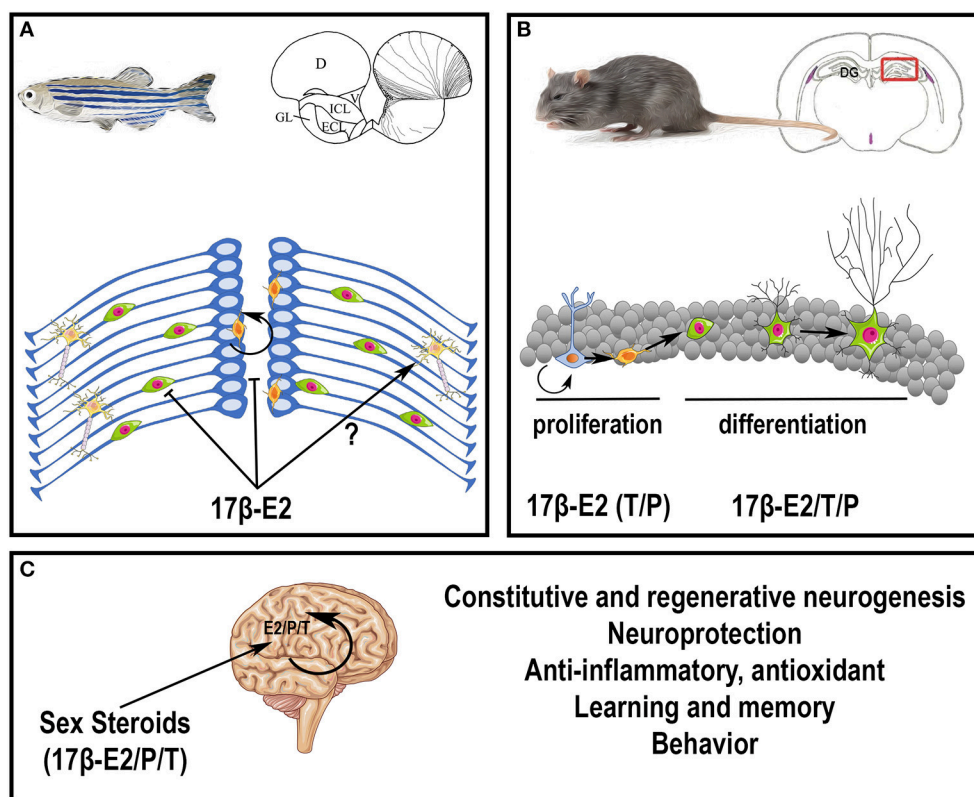 A
D
V
ICL
GL
ECL
?
17β-E2
B
DG
proliferation
differentiation
17β-E2 (T/P)
17β-E2/T/P
C
E2/P/T
Sex Steroids
(17β-E2/P/T)
Constitutive and regenerative neurogenesis
Neuroprotection
Anti-inflammatory, antioxidant
Learning and memory
Behavior